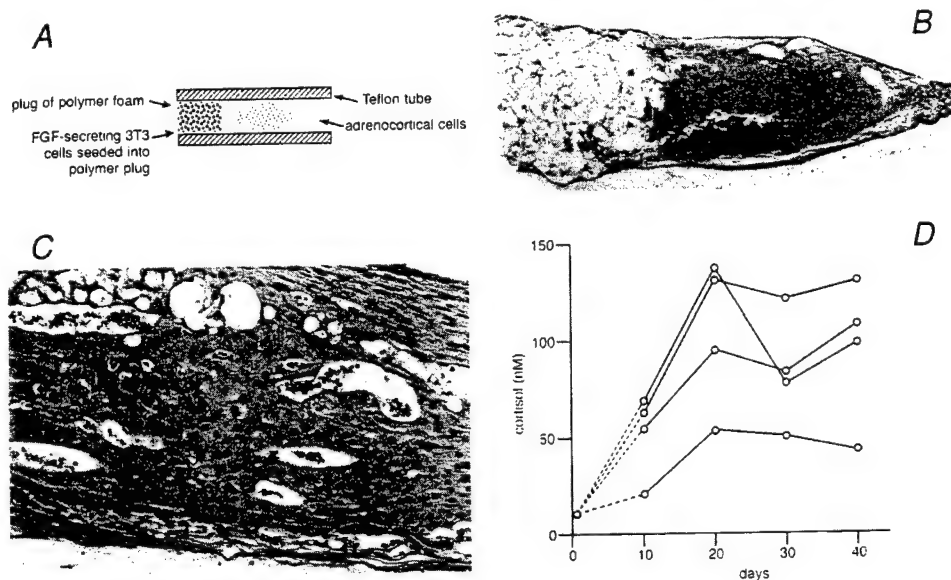 A
plug of polymer foam
FGF-secreting 3T3
cells seeded into
polymer plug
Teflon tube
adrenocortical cells
B
C
D
150
100
50
0
cortisol (nM)
0 10 20 30 40
days